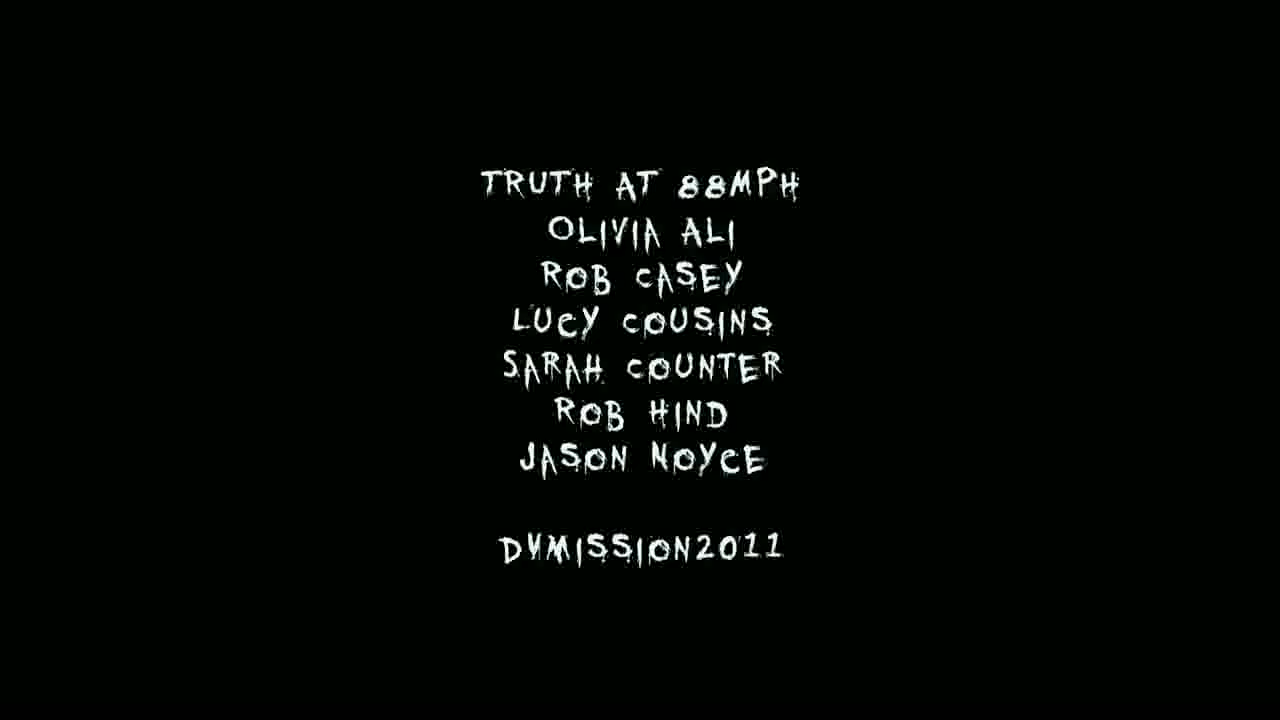 TRUTH AT 88MPH
OLIVIA ALI
ROB CASEY
LUCY COUSINS
SARAH COUNTER
ROB HIND
JASON NOYCE
DVMISSION2011